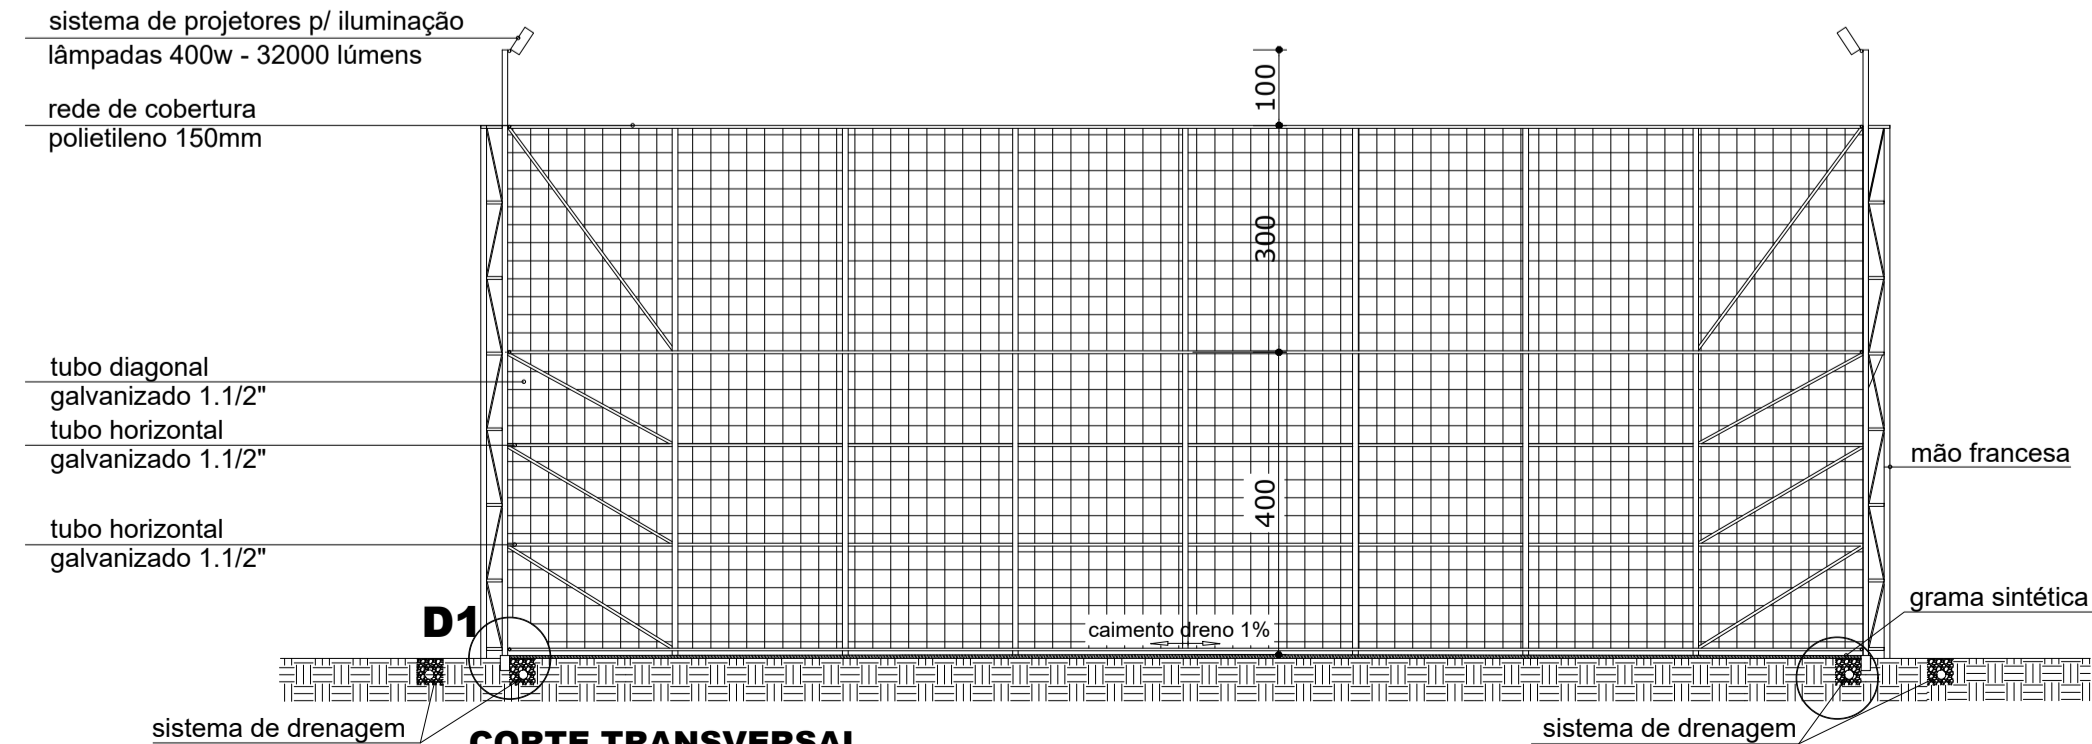 sistema de projetores p/ iluminação
lâmpadas 400w - 32000 lúmens
rede de cobertura
polietileno 150mm
100
300
tubo diagonal
galvanizado 1.1/2"
tubo horizontal
galvanizado 1.1/2"
mão francesa
400
tubo horizontal
galvanizado 1.1/2"
D1
grama sintética
caimento dreno 1%
sistema de drenagem
sistema de drenagem
CORTE TRANSVERSAL